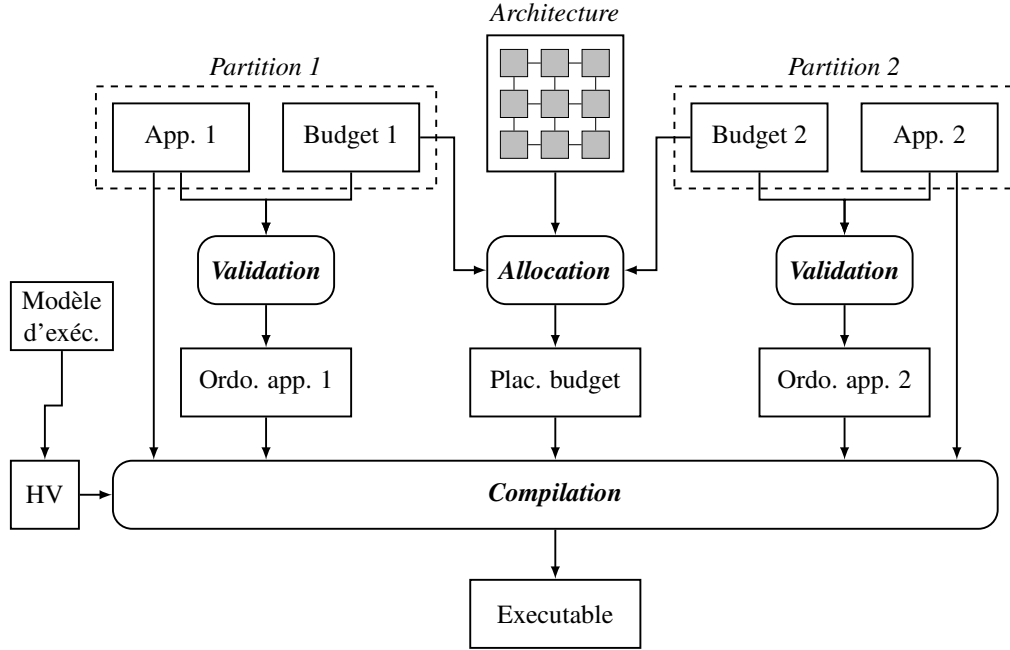 Architecture
Partition 1
Partition 2
App. 1
Budget 1
Budget 2
App. 2
Validation
Allocation
Validation
Modèle
d'exéc.
Ordo. app. 1
Plac. budget
Ordo. app. 2
HV
Compilation
Executable